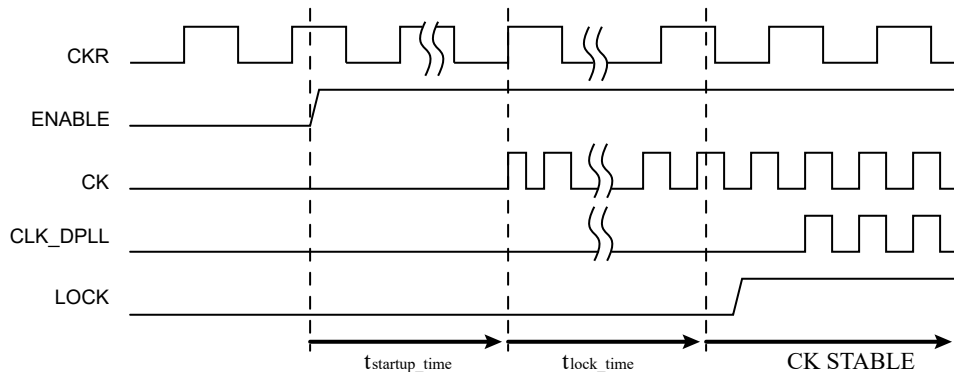 CKR
ENABLE
CK
CLK_DPLL
LOCK
tstartup_time tlock_time CK STABLE